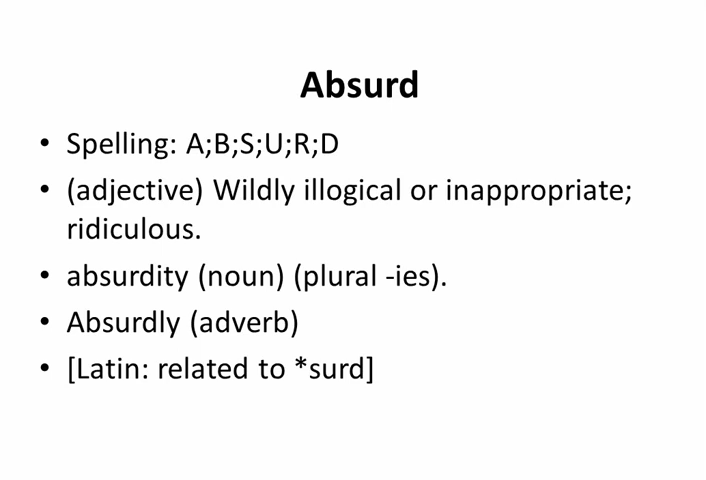 Absurd
• Spelling: A;B;S;U;R;D
• (adjective) Wildly illogical or inappropriate;
ridiculous.
• absurdity (noun) (plural -ies).
• Absurdly (adverb)
• [Latin: related to *surd]